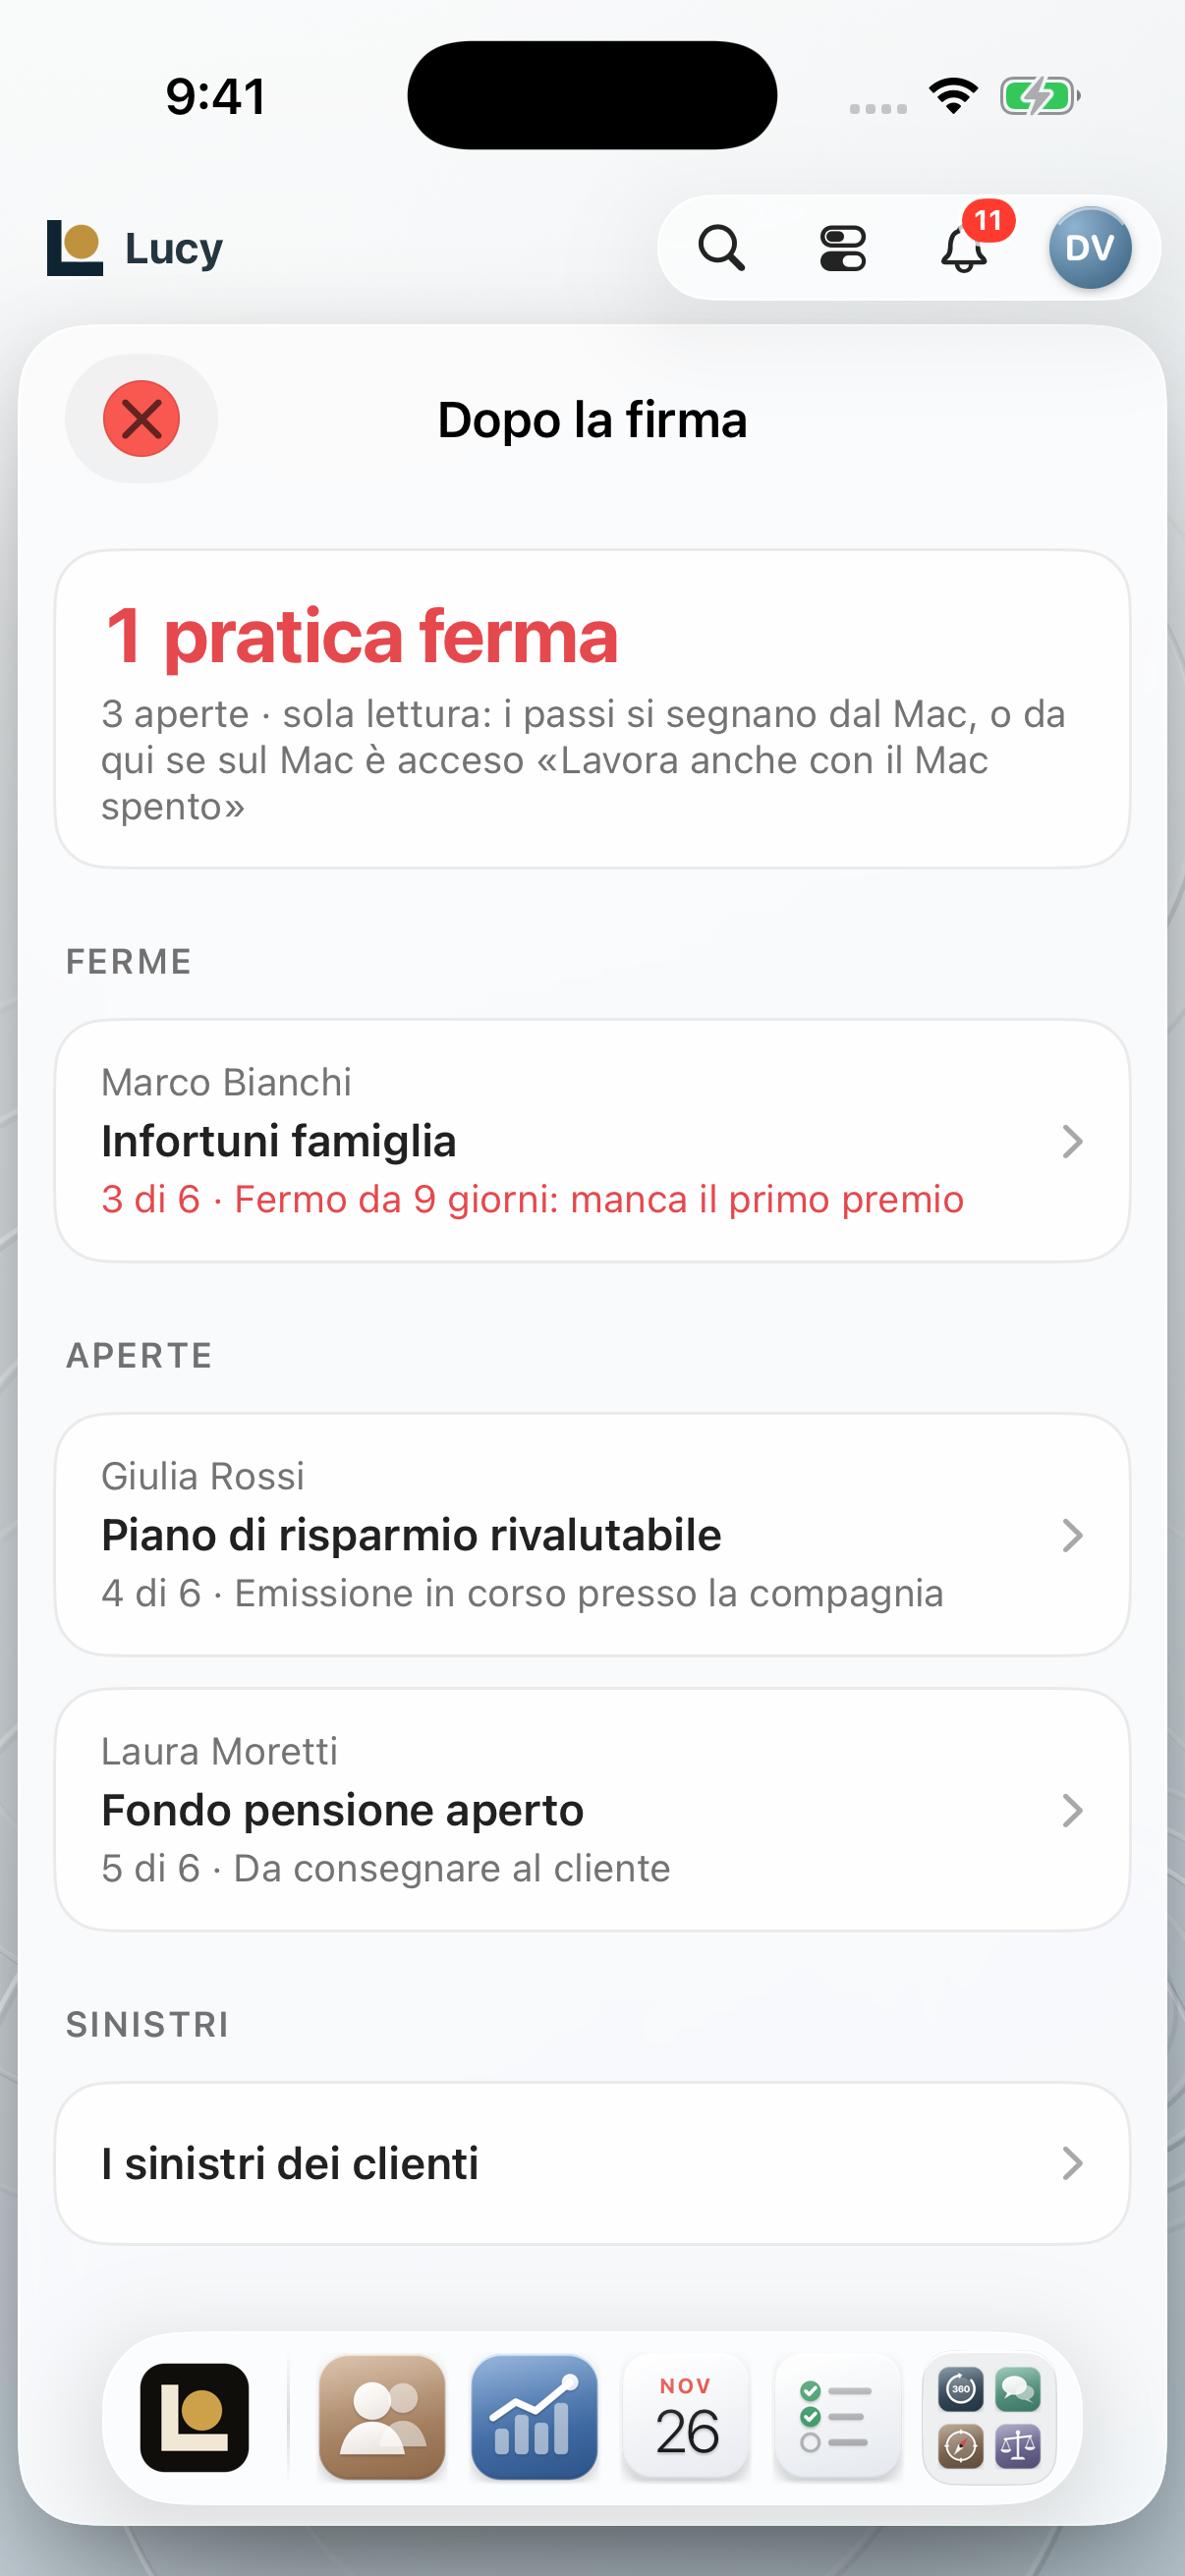 9:41
Lucy
11
DV
Dopo la firma
1 pratica ferma
3 aperte · sola lettura: i passi si segnano dal Mac, o da
qui se sul Mac è acceso «Lavora anche con il Mac
spento»
FERME
Marco Bianchi
Infortuni famiglia
3 di 6 · Fermo da 9 giorni: manca il primo premio
APERTE
Giulia Rossi
Piano di risparmio rivalutabile
4 di 6 · Emissione in corso presso la compagnia
Laura Moretti
Fondo pensione aperto
5 di 6 · Da consegnare al cliente
SINISTRI
I sinistri dei clienti
NOV
26
360